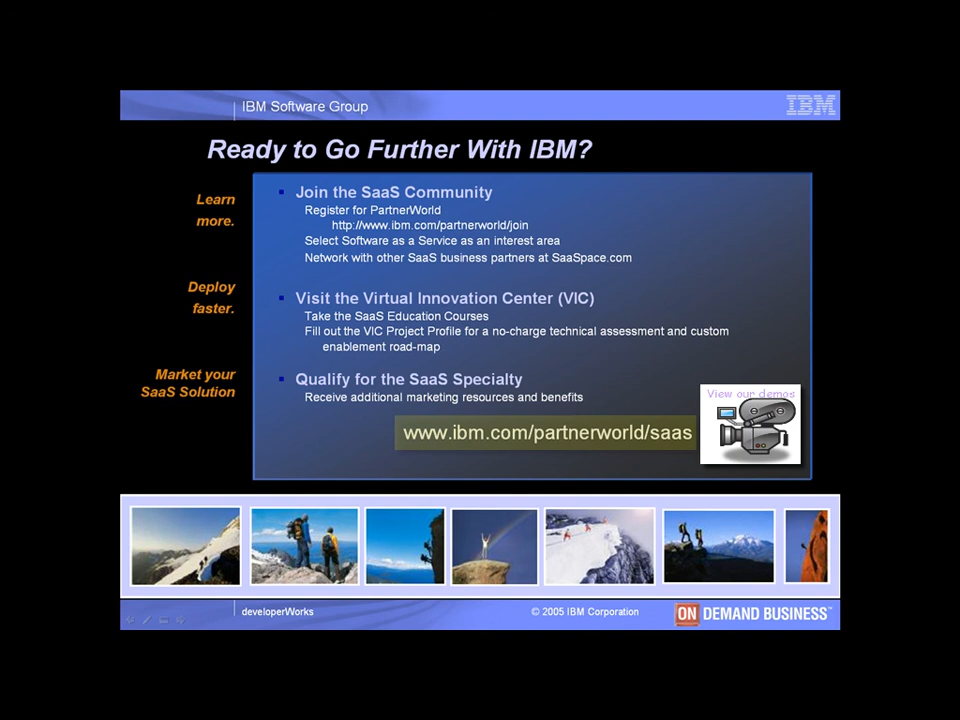 IBM Software Group
IBM
Ready to Go Further With IBM?
Learn
more.
▪ Join the SaaS Community
Register for PartnerWorld
http://www.ibm.com/partnerworld/join
Select Software as a Service as an interest area
Network with other SaaS business partners at SaaSpace.com
Deploy
faster.
▪ Visit the Virtual Innovation Center (VIC)
Take the SaaS Education Courses
Fill out the VIC Project Profile for a no-charge technical assessment and custom
enablement road-map
Market your
SaaS Solution
▪ Qualify for the SaaS Specialty
Receive additional marketing resources and benefits
View our demos
www.ibm.com/partnerworld/saas
developerWorks
© 2005 IBM Corporation
ON DEMAND BUSINESS™